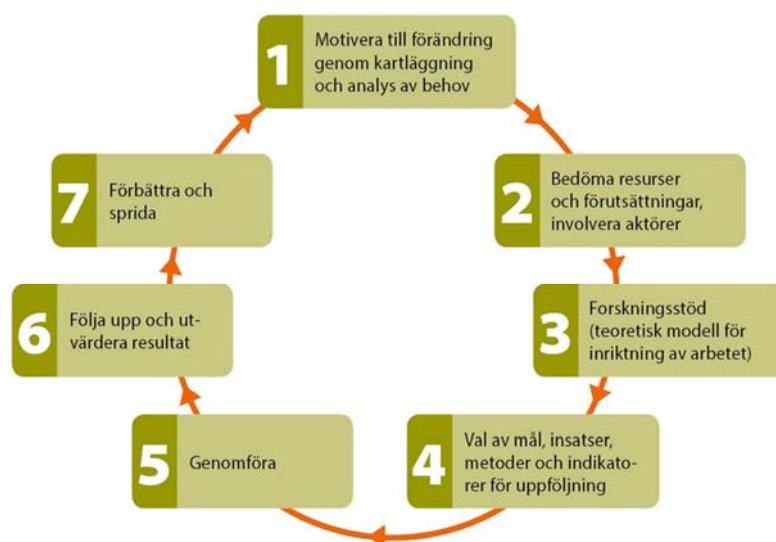 1
Motivera till förändring
genom kartläggning
och analys av behov
2
Bedöma resurser
och förutsättningar,
involvera aktörer
3
Forskningsstöd
(teoretisk modell för
inriktning av arbetet)
4
Val av mål, insatser,
metoder och indikato-
rer för uppföljning
5
Genomföra
6
Följa upp och ut-
värdera resultat
7
Förbättra och
sprida